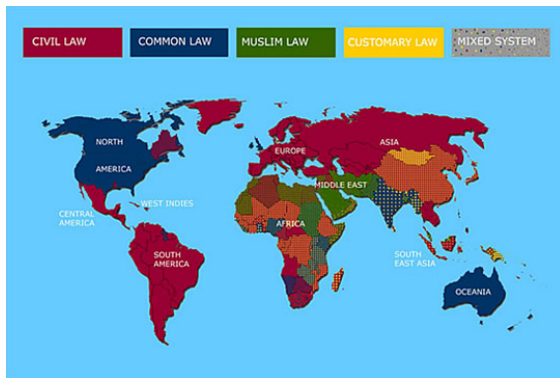 CIVIL LAW
COMMON LAW
MUSLIM LAW
CUSTOMARY LAW
MIXED SYSTEM
NORTH
AMERICA
EUROPE
ASIA
MIDDLE EAST
WEST INDIES
CENTRAL
AMERICA
AFRICA
SOUTH
AMERICA
SOUTH
EAST ASIA
OCEANIA